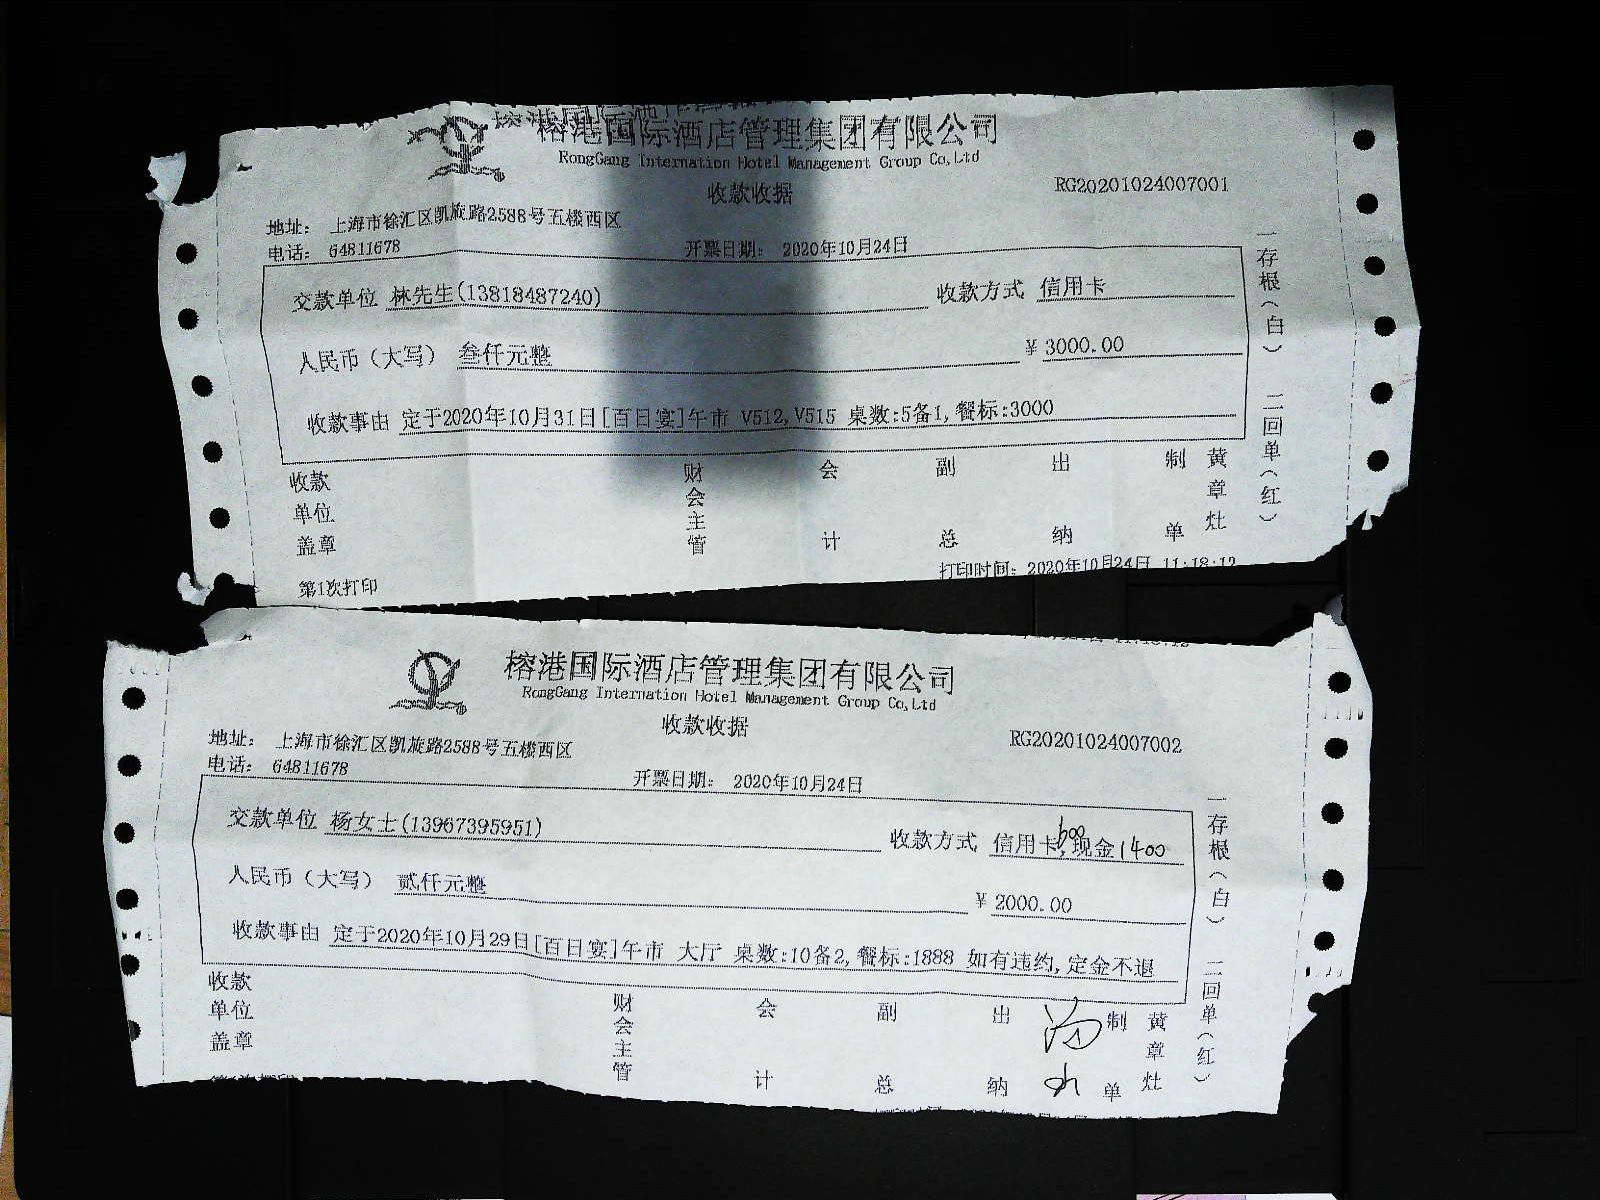 榕港国际酒店管理集团有限公司
RongGang Internation Hotel Management Group Co,Ltd
收款收据
RG20201024007001
地址: 上海市徐汇区凯旋路2588号五楼西区
电话: 64811678
开票日期: 2020年10月24日
交款单位 林先生(13818487240)
收款方式 信用卡
人民币(大写) 叁仟元整
¥ 3000.00
收款事由 定于2020年10月31日[百日宴]午市 V512,V515 桌数:5备1,餐标:3000
一存根(白) 二回单(红)
收款单位盖章
财会主管
会计
副总
出纳
制单
黄章灶
第1次打印
打印时间: 2020年10月24日 11:18:12
榕港国际酒店管理集团有限公司
RongGang Internation Hotel Management Group Co,Ltd
收款收据
RG20201024007002
地址: 上海市徐汇区凯旋路2588号五楼西区
电话: 64811678
开票日期: 2020年10月24日
交款单位 杨女士(13967395951)
收款方式 信用卡600,现金1400
人民币(大写) 贰仟元整
¥ 2000.00
收款事由 定于2020年10月29日[百日宴]午市 大厅 桌数:10备2,餐标:1888 如有违约,定金不退
一存根(白) 二回单(红)
收款单位盖章
财会主管
会计
副总
出纳
制单
黄章灶